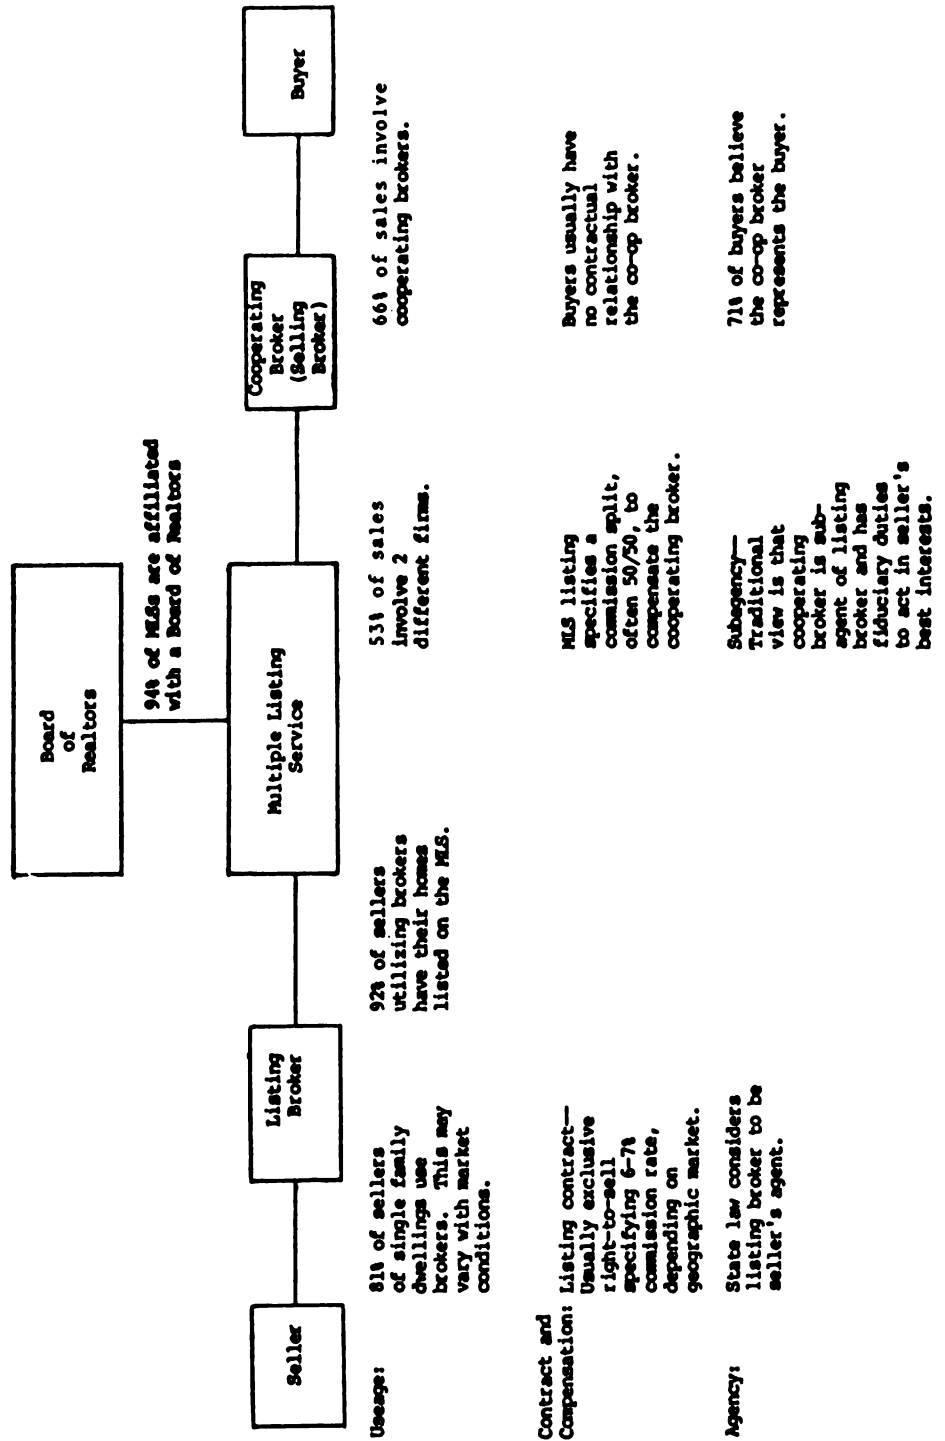 Board
of
Realtors
94% of MLSs are affiliated
with a Board of Realtors
Seller
Listing
Broker
Multiple Listing
Service
Cooperating
Broker
(Selling
Broker)
Buyer
Useage:
81% of sellers
of single family
dwellings use
brokers. This may
vary with market
conditions.
92% of sellers
utilizing brokers
have their homes
listed on the MLS.
53% of sales
involve 2
different firms.
66% of sales involve
cooperating brokers.
Contract and
Compensation:
Listing contract—
Usually exclusive
right-to-sell
specifying 6-7%
commission rate,
depending on
geographic market.
MLS listing
specifies a
commission split,
often 50/50, to
compensate the
cooperating broker.
Buyers usually have
no contractual
relationship with
the co-op broker.
Agency:
State law considers
listing broker to be
seller's agent.
Subagency—
Traditional
view is that
cooperating
broker is sub-
agent of listing
broker and has
fiduciary duties
to act in seller's
best interests.
71% of buyers believe
the co-op broker
represents the buyer.